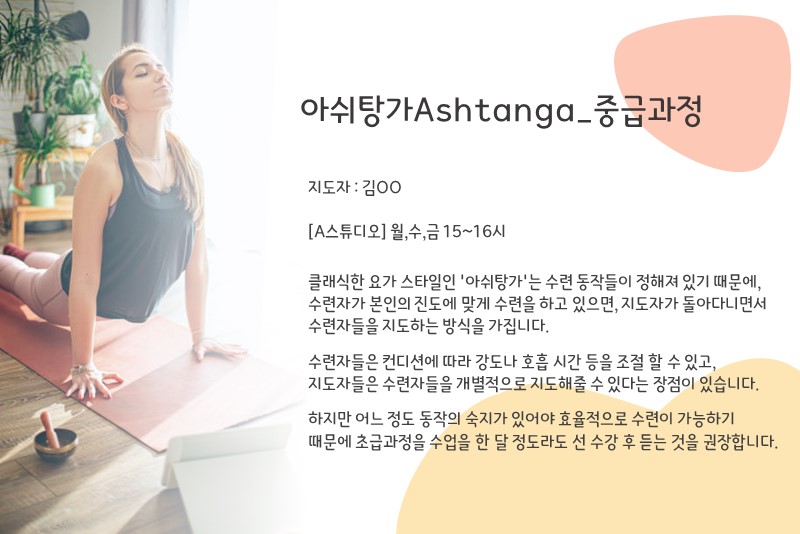 아쉬탕가Ashtanga_중급과정
지도자 : 김OO
[A스튜디오] 월,수,금 15~16시
클래식한 요가 스타일인 '아쉬탕가'는 수련 동작들이 정해져 있기 때문에,
수련자가 본인의 진도에 맞게 수련을 하고 있으면, 지도자가 돌아다니면서
수련자들을 지도하는 방식을 가집니다.
수련자들은 컨디션에 따라 강도나 호흡 시간 등을 조절 할 수 있고,
지도자들은 수련자들을 개별적으로 지도해줄 수 있다는 장점이 있습니다.
하지만 어느 정도 동작의 숙지가 있어야 효율적으로 수련이 가능하기
때문에 초급과정을 수업을 한 달 정도라도 선 수강 후 듣는 것을 권장합니다.